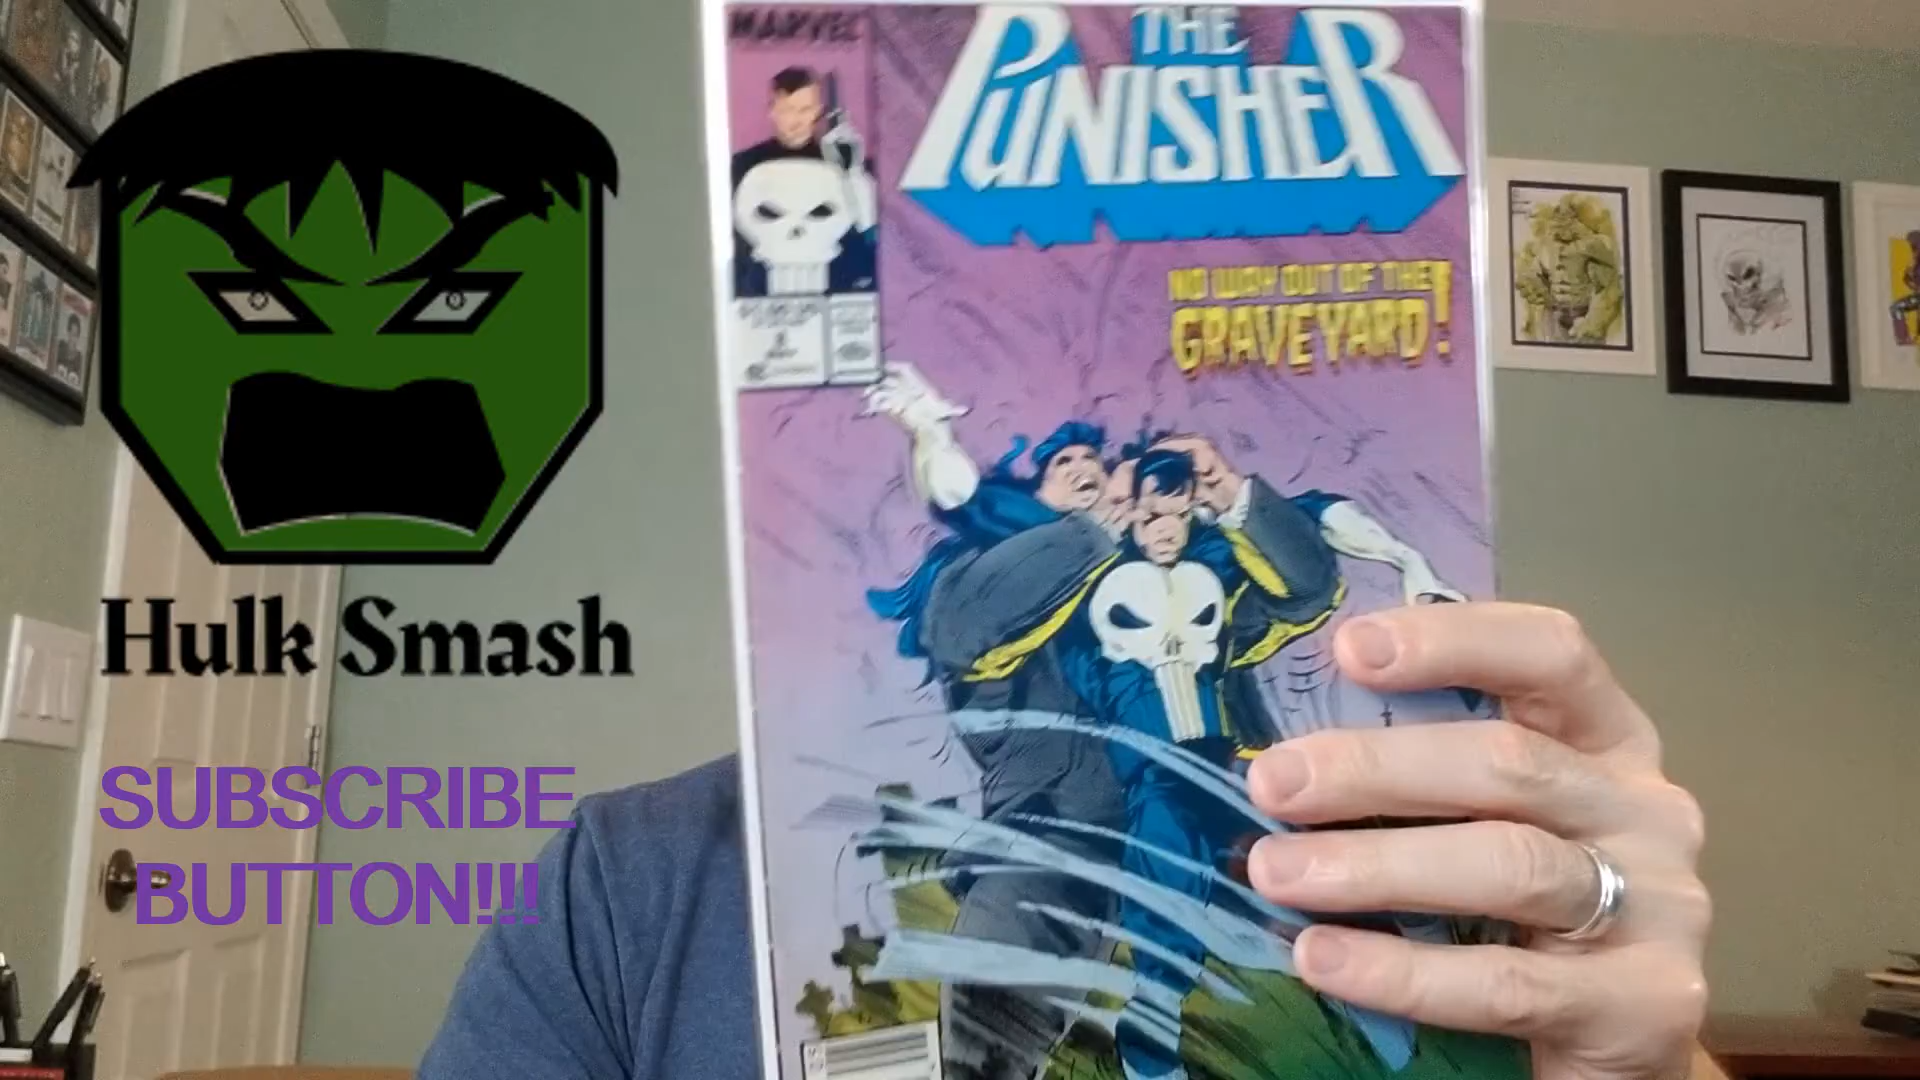 MARVEL
THE
PUNISHER
NO WAY OUT OF THE
GRAVEYARD!
Hulk Smash
SUBSCRIBE
BUTTON!!!